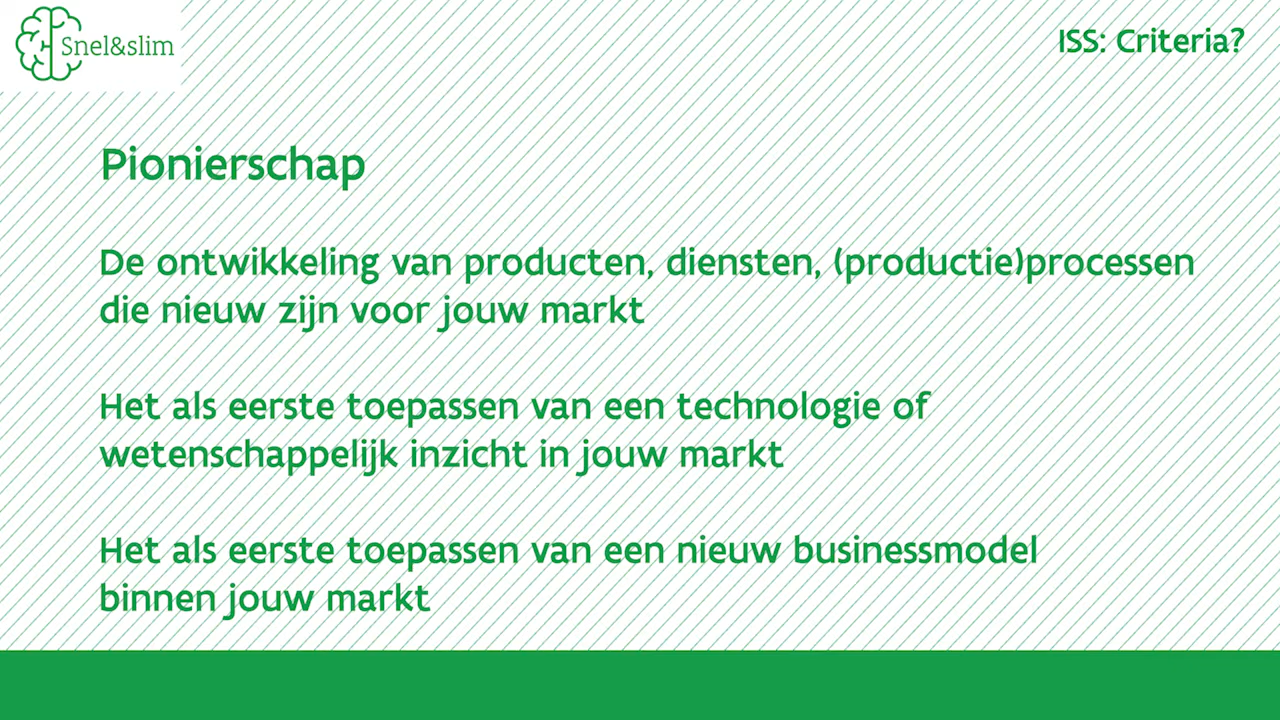 Snel&slim
ISS: Criteria?
Pionierschap
De ontwikkeling van producten, diensten, (productie)processen
die nieuw zijn voor jouw markt
Het als eerste toepassen van een technologie of
wetenschappelijk inzicht in jouw markt
Het als eerste toepassen van een nieuw businessmodel
binnen jouw markt